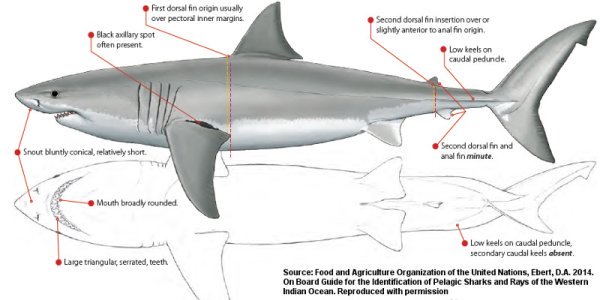 First dorsal fin origin usually
over pectoral inner margins.
Black axillary spot
often present.
Second dorsal fin insertion over or
slightly anterior to anal fin origin.
Low keels on
caudal peduncle.
Snout bluntly conical, relatively short.
Second dorsal fin and
anal fin minute.
Mouth broadly rounded.
Large triangular, serrated, teeth.
Low keels on caudal peduncle,
secondary caudal keels absent.
Source: Food and Agriculture Organization of the United Nations, Ebert, D.A. 2014.
On Board Guide for the Identification of Pelagic Sharks and Rays of the Western
Indian Ocean. Reproduced with permission